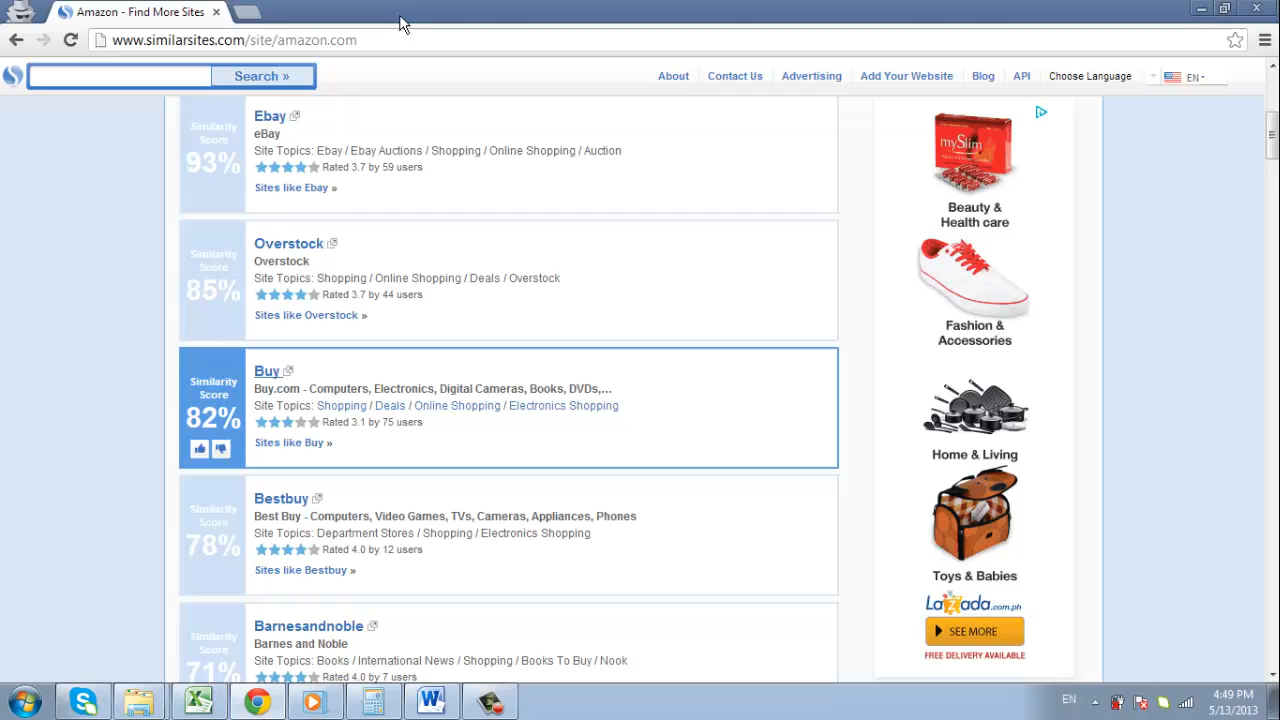 Amazon - Find More Sites
www.similarsites.com/site/amazon.com
Search »
About Contact Us Advertising Add Your Website Blog API Choose Language EN
Similarity
Score
93%
Ebay
eBay
Site Topics: Ebay / Ebay Auctions / Shopping / Online Shopping / Auction
Rated 3.7 by 59 users
Sites like Ebay »
Similarity
Score
85%
Overstock
Overstock
Site Topics: Shopping / Online Shopping / Deals / Overstock
Rated 3.7 by 44 users
Sites like Overstock »
Similarity
Score
82%
Buy
Buy.com - Computers, Electronics, Digital Cameras, Books, DVDs,...
Site Topics: Shopping / Deals / Online Shopping / Electronics Shopping
Rated 3.1 by 75 users
Sites like Buy »
Similarity
Score
78%
Bestbuy
Best Buy - Computers, Video Games, TVs, Cameras, Appliances, Phones
Site Topics: Department Stores / Shopping / Electronics Shopping
Rated 4.0 by 12 users
Sites like Bestbuy »
Similarity
Score
71%
Barnesandnoble
Barnes and Noble
Site Topics: Books / International News / Shopping / Books To Buy / Nook
Rated 4.0 by 7 users
mySlim
Beauty &
Health care
Fashion &
Accessories
Home & Living
Toys & Babies
Lazada.com.ph
SEE MORE
FREE DELIVERY AVAILABLE
EN
4:49 PM
5/13/2013